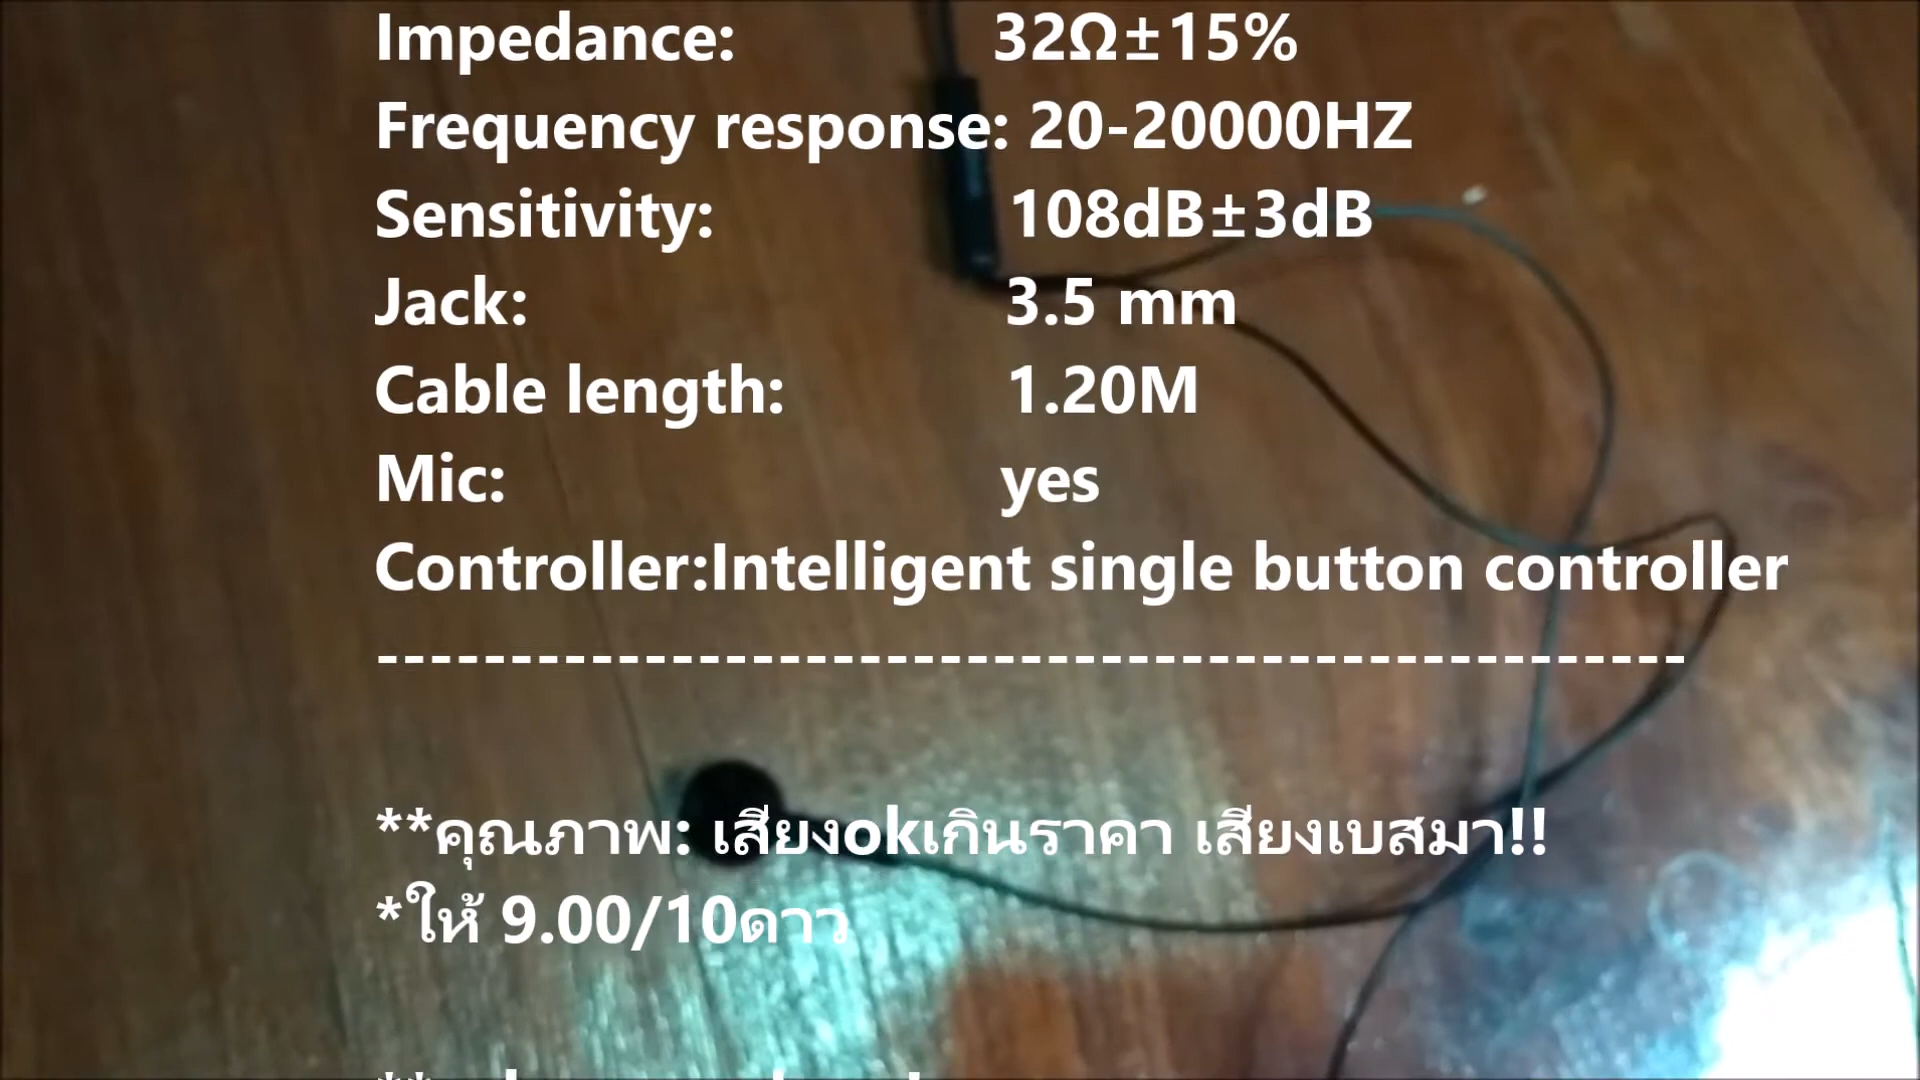 Impedance: 32Ω±15%
Frequency response: 20-20000HZ
Sensitivity: 108dB±3dB
Jack: 3.5 mm
Cable length: 1.20M
Mic: yes
Controller:Intelligent single button controller
--------------------------------------------------
**คุณภาพ: เสียงokเกินราคา เสียงเบสมา!!
*ให้ 9.00/10ดาว